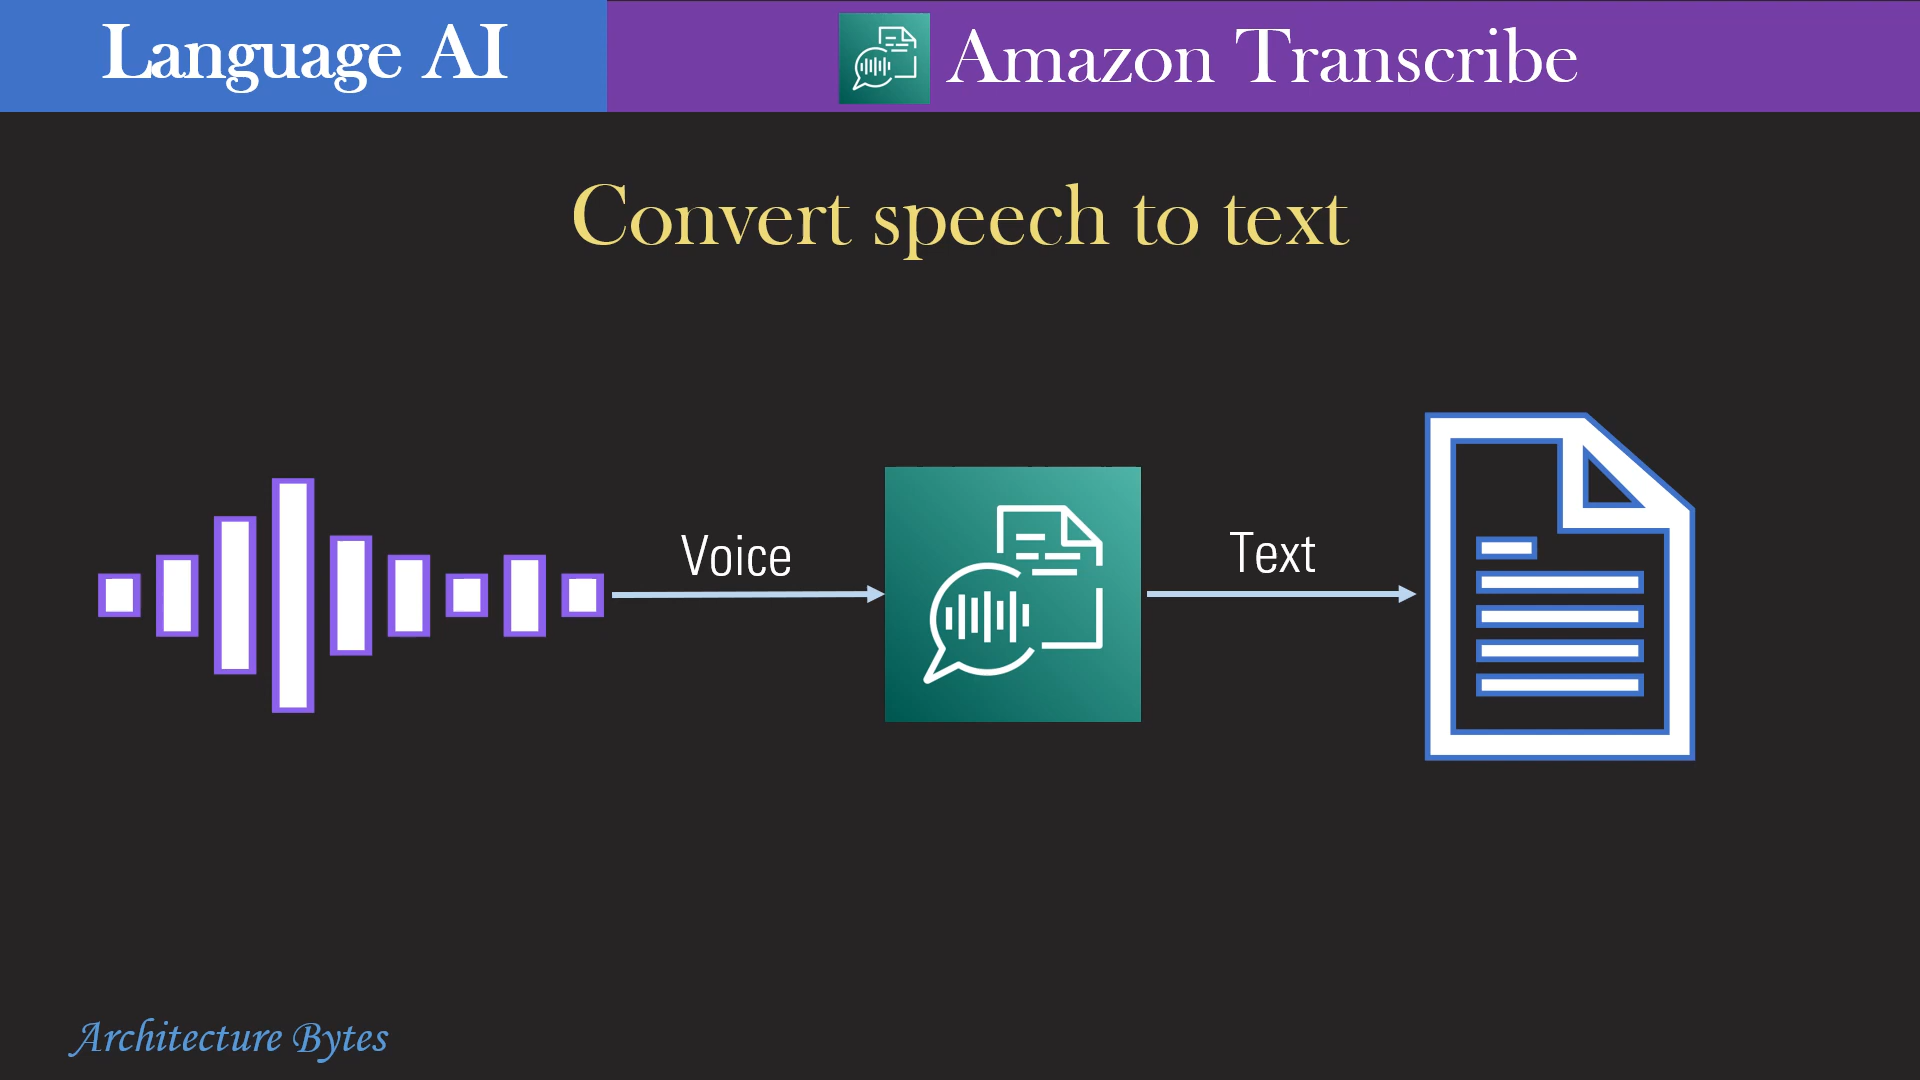 Language AI
Amazon Transcribe
Convert speech to text
Voice
Text
Architecture Bytes